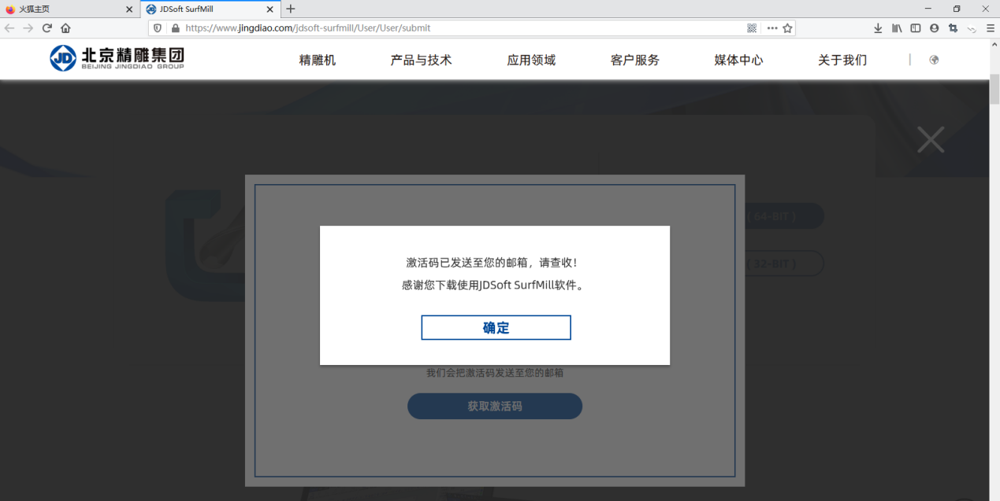 火狐主页
JDSoft SurfMill
https://www.jingdiao.com/jdsoft-surfmill/User/User/submit
JD 北京精雕集团
BEIJING JINGDIAO GROUP
精雕机 产品与技术 应用领域 客户服务 媒体中心 关于我们
( 64-BIT )
( 32-BIT )
激活码已发送至您的邮箱，请查收！
感谢您下载使用JDSoft SurfMill软件。
确定
我们会把激活码发送至您的邮箱
获取激活码